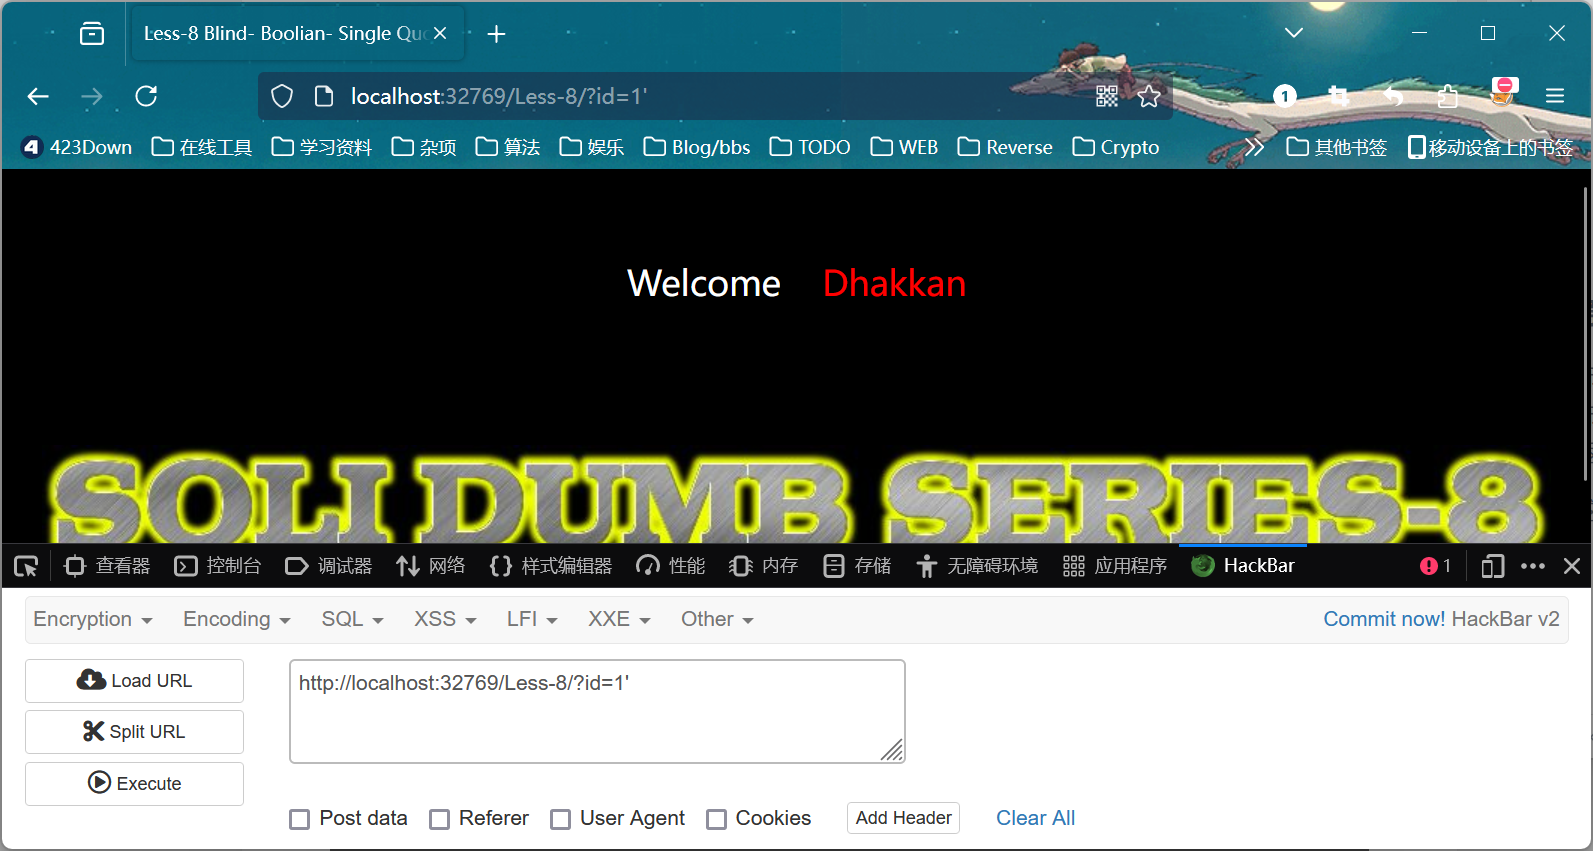 Less-8 Blind- Boolian- Single Quo
localhost:32769/Less-8/?id=1'
1
423Down 在线工具 学习资料 杂项 算法 娱乐 Blog/bbs TODO WEB Reverse Crypto 其他书签 移动设备上的书签
Welcome Dhakkan
SQLI DUMB SERIES-8
查看器 控制台 调试器 网络 样式编辑器 性能 内存 存储 无障碍环境 应用程序 HackBar 1
Encryption Encoding SQL XSS LFI XXE Other Commit now! HackBar v2
Load URL
http://localhost:32769/Less-8/?id=1'
Split URL
Execute
Post data Referer User Agent Cookies Add Header Clear All